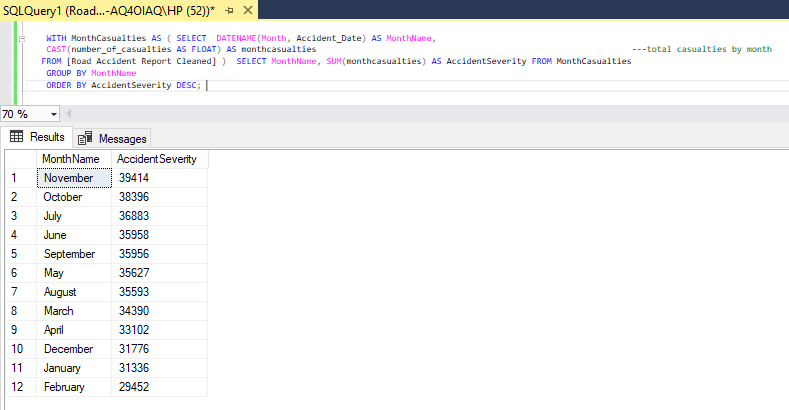 SQLQuery1 (Road...-AQ4OIAQ\HP (52))*
WITH MonthCasualties AS ( SELECT  DATENAME(Month, Accident_Date) AS MonthName,
CAST(number_of_casualties AS FLOAT) AS monthcasualties ---total casualties by month
FROM [Road Accident Report Cleaned] )  SELECT MonthName, SUM(monthcasualties) AS AccidentSeverity FROM MonthCasualties
GROUP BY MonthName
ORDER BY AccidentSeverity DESC;
70 %
Results Messages
MonthName AccidentSeverity
1 November 39414
2 October 38396
3 July 36883
4 June 35958
5 September 35956
6 May 35627
7 August 35593
8 March 34390
9 April 33102
10 December 31776
11 January 31336
12 February 29452